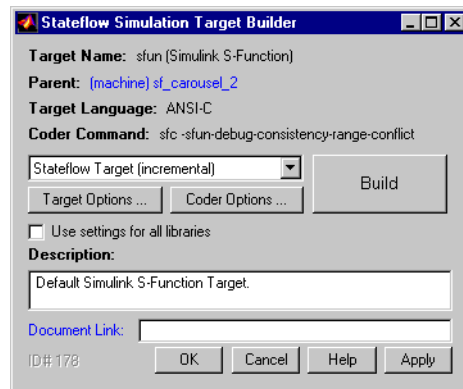 Stateflow Simulation Target Builder
Target Name: sfun (Simulink S-Function)
Parent: (machine) sf_carousel_2
Target Language: ANSI-C
Coder Command: sfc -sfun-debug-consistency-range-conflict
Stateflow Target (incremental)
Build
Target Options ... Coder Options ...
Use settings for all libraries
Description:
Default Simulink S-Function Target.
Document Link:
ID# 178 OK Cancel Help Apply